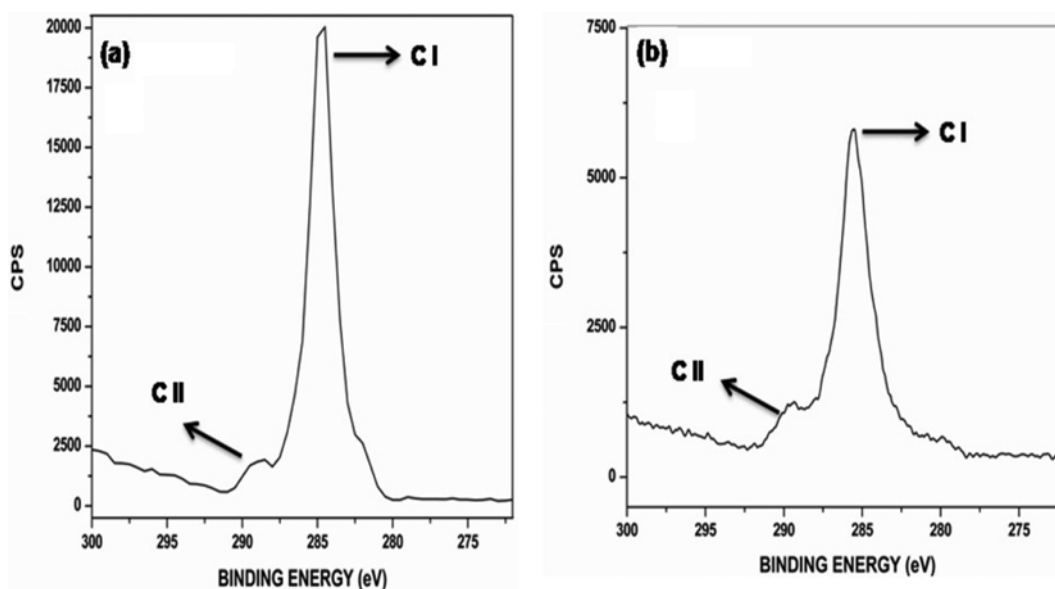 (a)
C I
C II
CPS
20000
17500
15000
12500
10000
7500
5000
2500
0
300
295
290
285
280
275
BINDING ENERGY (eV)
(b)
C I
C II
CPS
7500
5000
2500
0
300
295
290
285
280
275
BINDING ENERGY (eV)